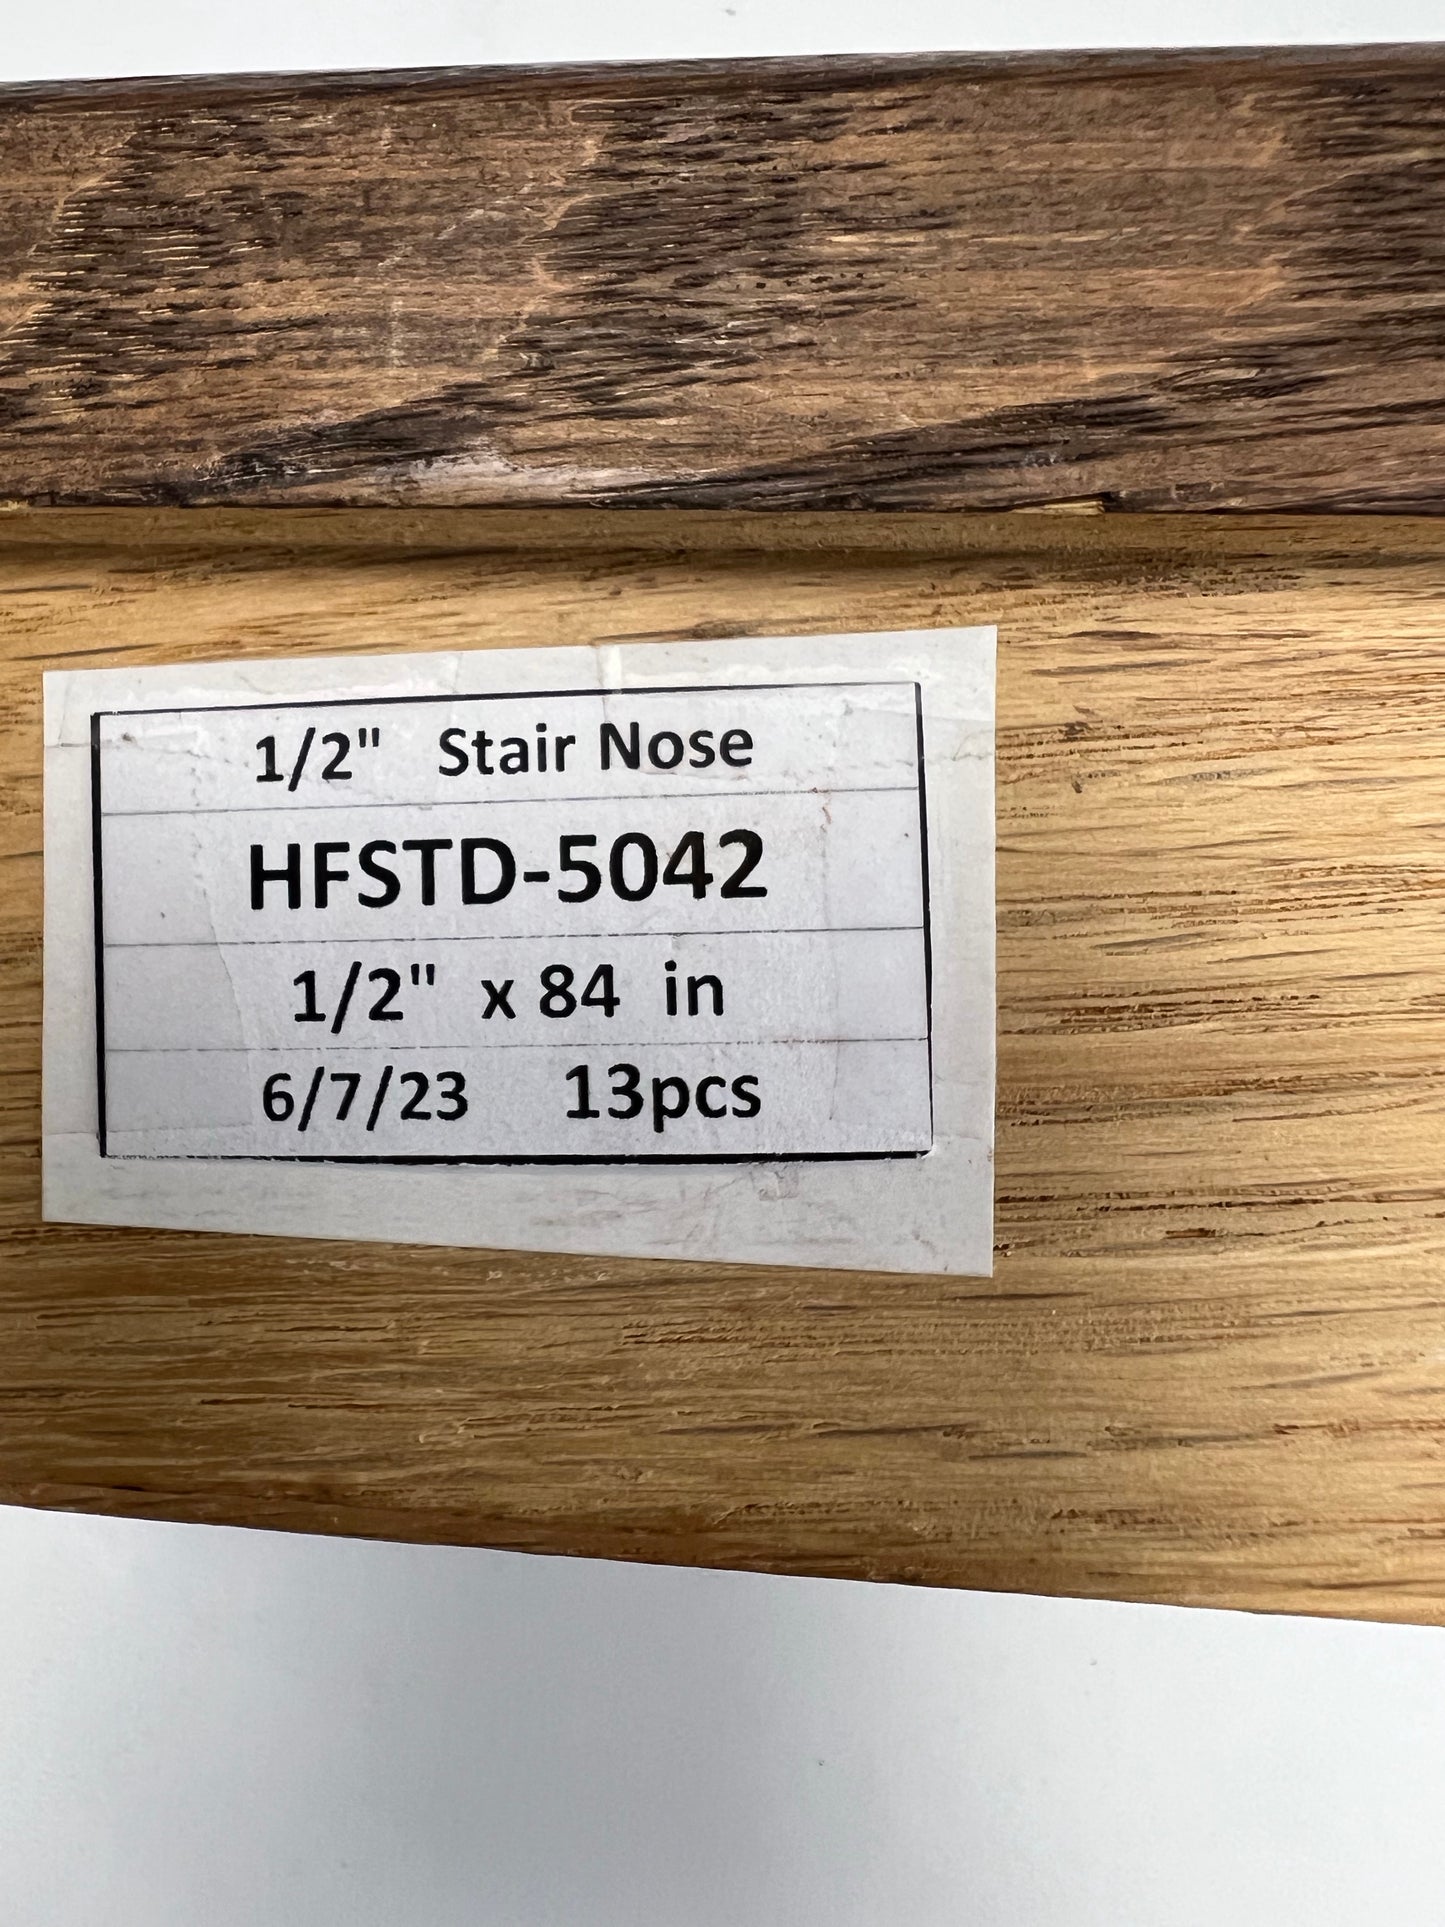 1/2" Stair Nose
HFSTD-5042
1/2" x 84 in
6/7/23 13pcs